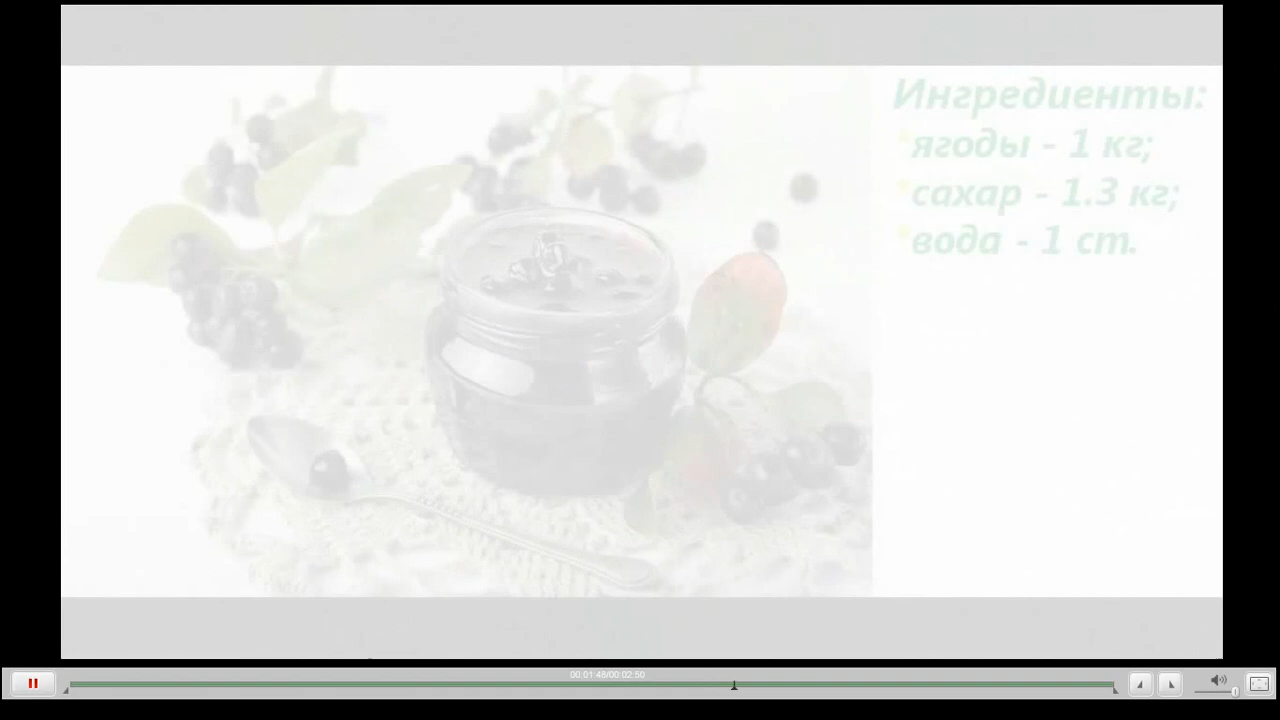 Ингредиенты:
ягоды - 1 кг;
сахар - 1.3 кг;
вода - 1 ст.
00:01:48/00:02:50